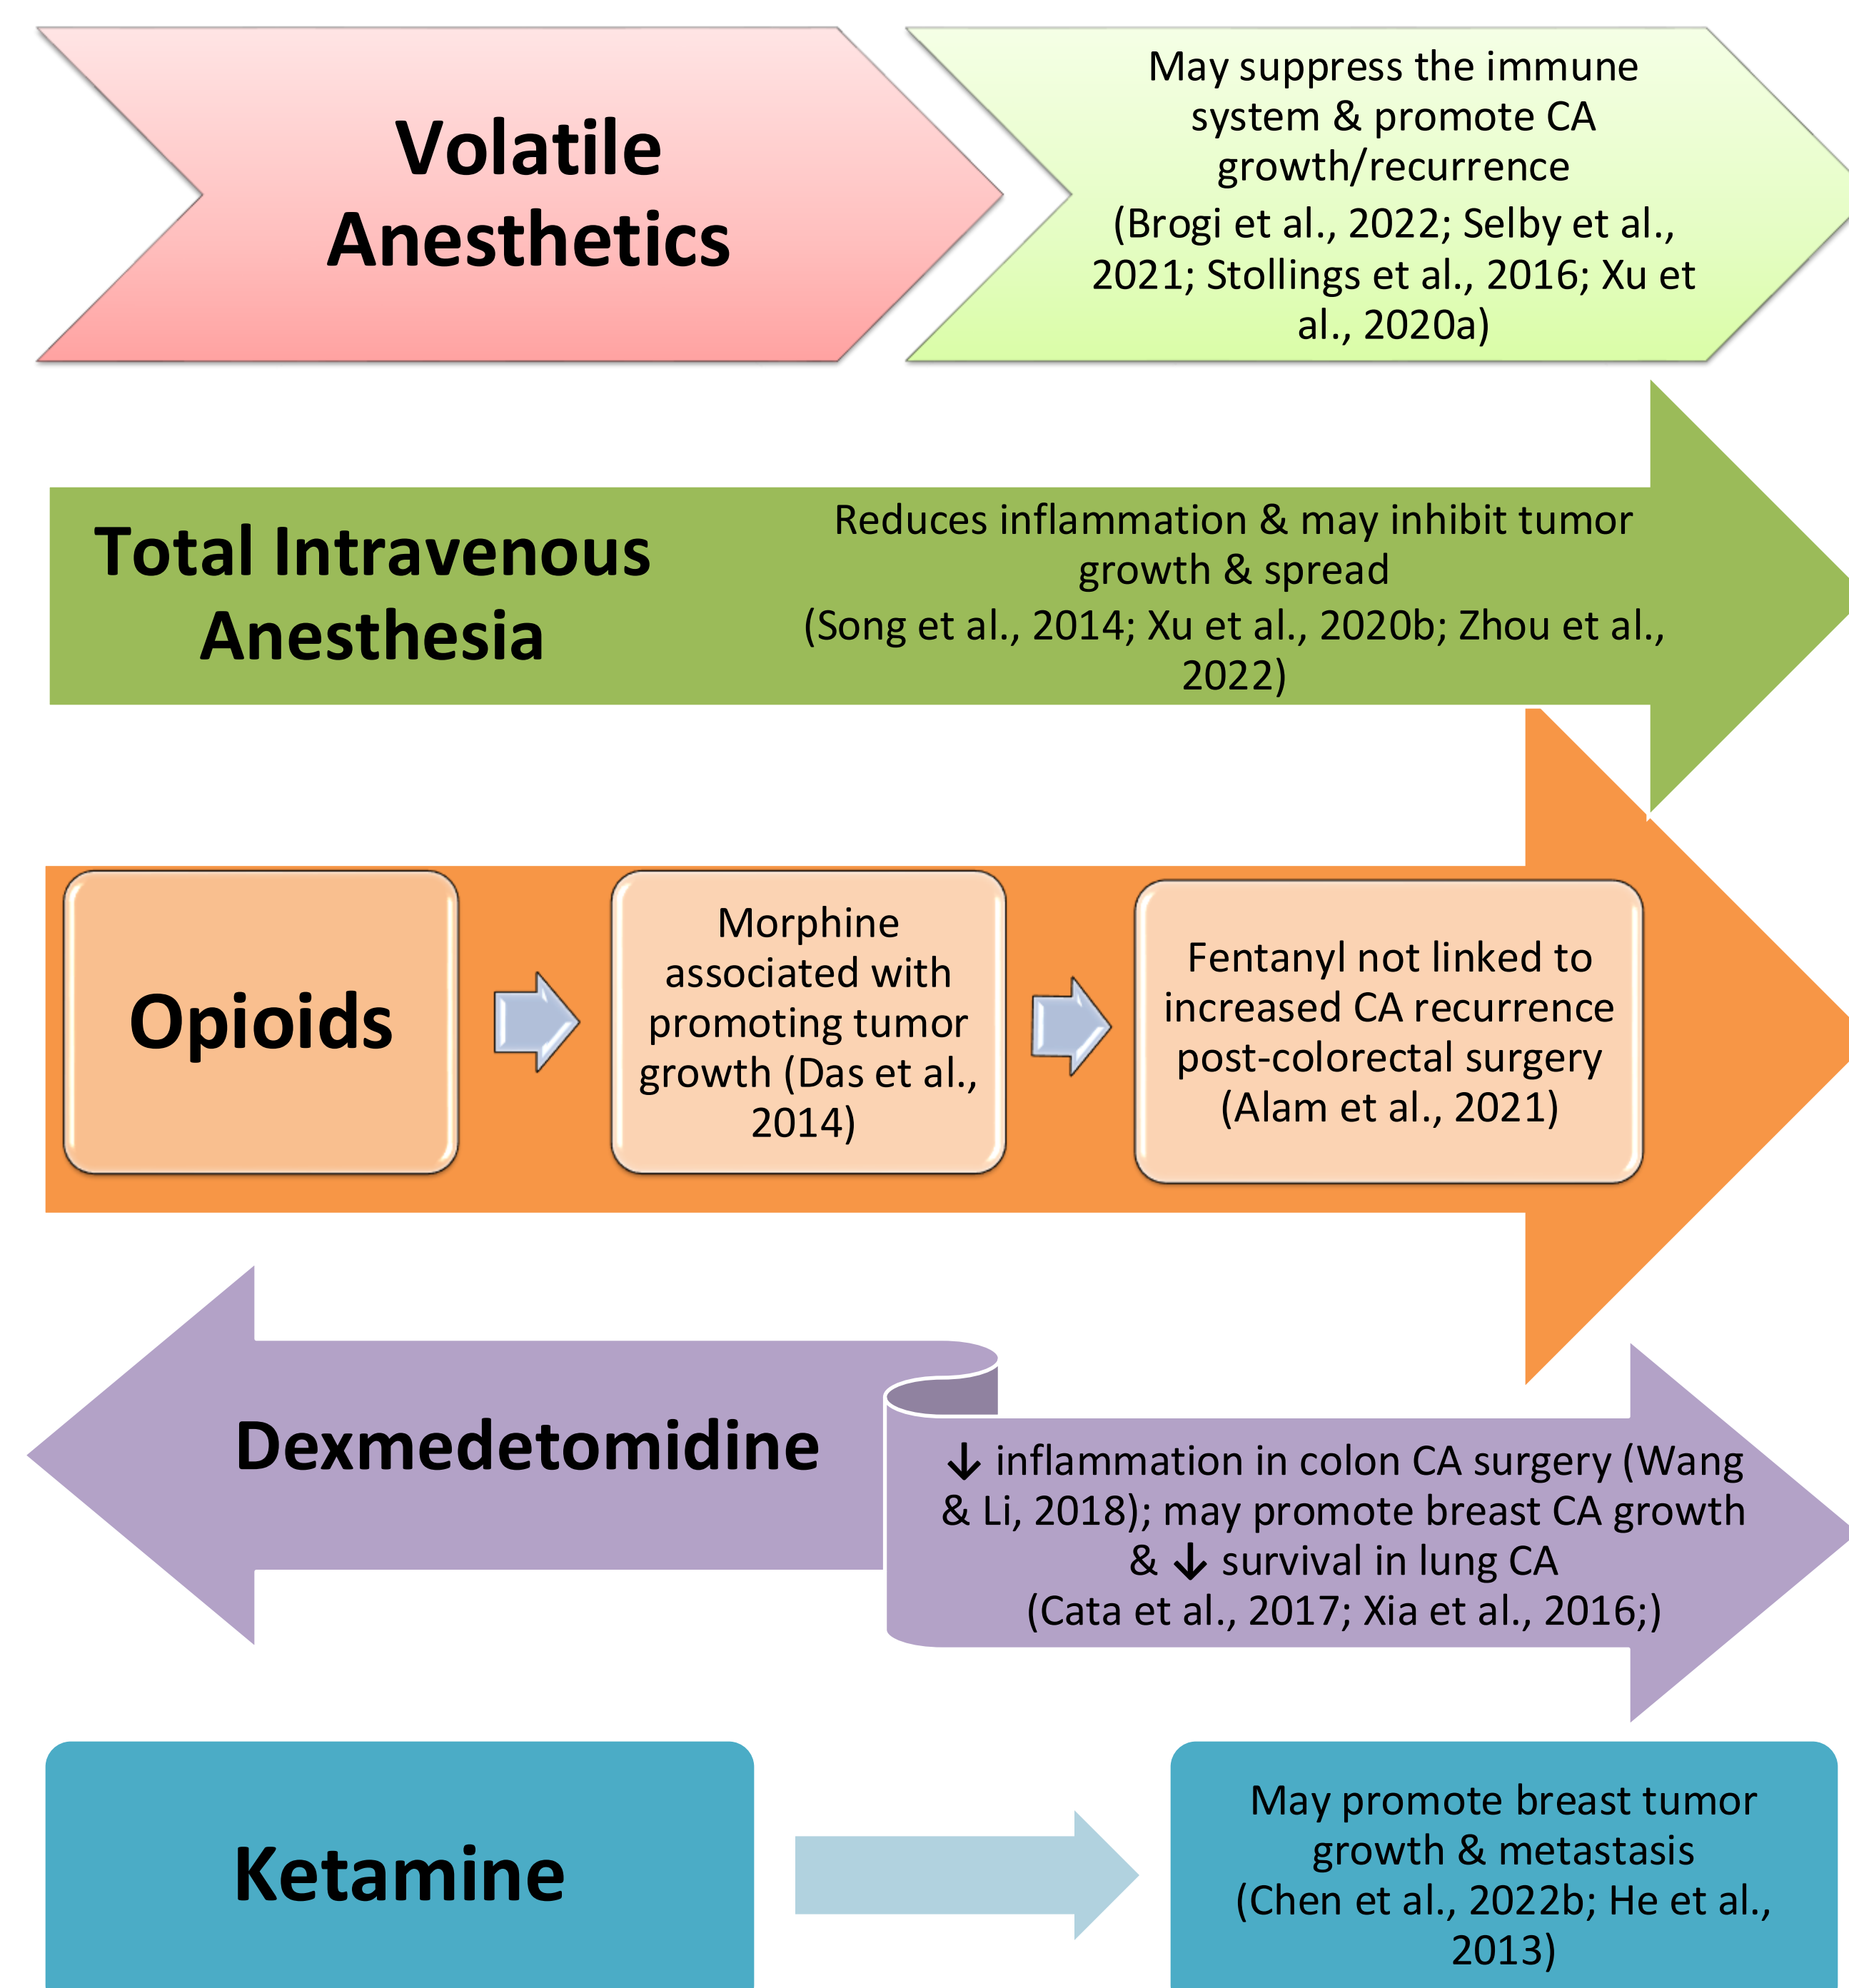 Volatile
Anesthetics
May suppress the immune
system & promote CA
growth/recurrence
(Brogi et al., 2022; Selby et al.,
2021; Stollings et al., 2016; Xu et
al., 2020a)
Total Intravenous
Anesthesia
Reduces inflammation & may inhibit tumor
growth & spread
(Song et al., 2014; Xu et al., 2020b; Zhou et al.,
2022)
Opioids
Morphine
associated with
promoting tumor
growth (Das et al.,
2014)
Fentanyl not linked to
increased CA recurrence
post-colorectal surgery
(Alam et al., 2021)
Dexmedetomidine
↓ inflammation in colon CA surgery (Wang
& Li, 2018); may promote breast CA growth
& ↓ survival in lung CA
(Cata et al., 2017; Xia et al., 2016;)
Ketamine
May promote breast tumor
growth & metastasis
(Chen et al., 2022b; He et al.,
2013)